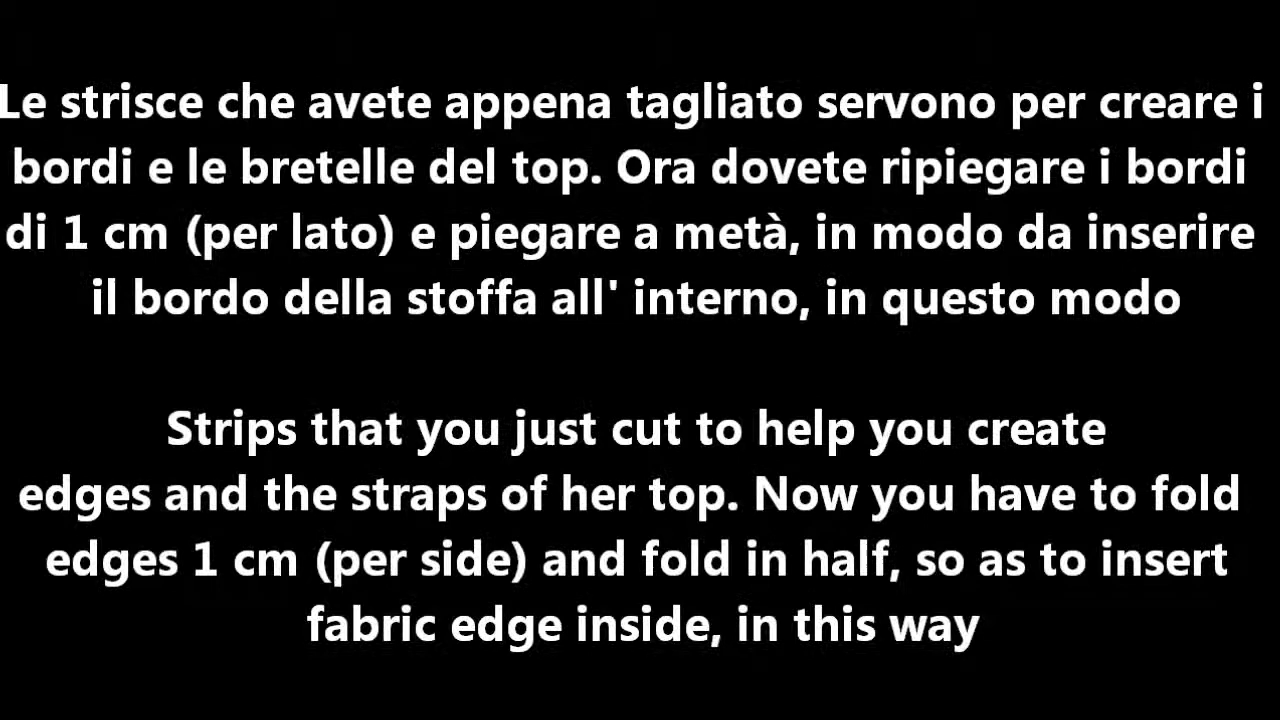 Le strisce che avete appena tagliato servono per creare i
bordi e le bretelle del top. Ora dovete ripiegare i bordi
di 1 cm (per lato) e piegare a metà, in modo da inserire
il bordo della stoffa all' interno, in questo modo
Strips that you just cut to help you create
edges and the straps of her top. Now you have to fold
edges 1 cm (per side) and fold in half, so as to insert
fabric edge inside, in this way